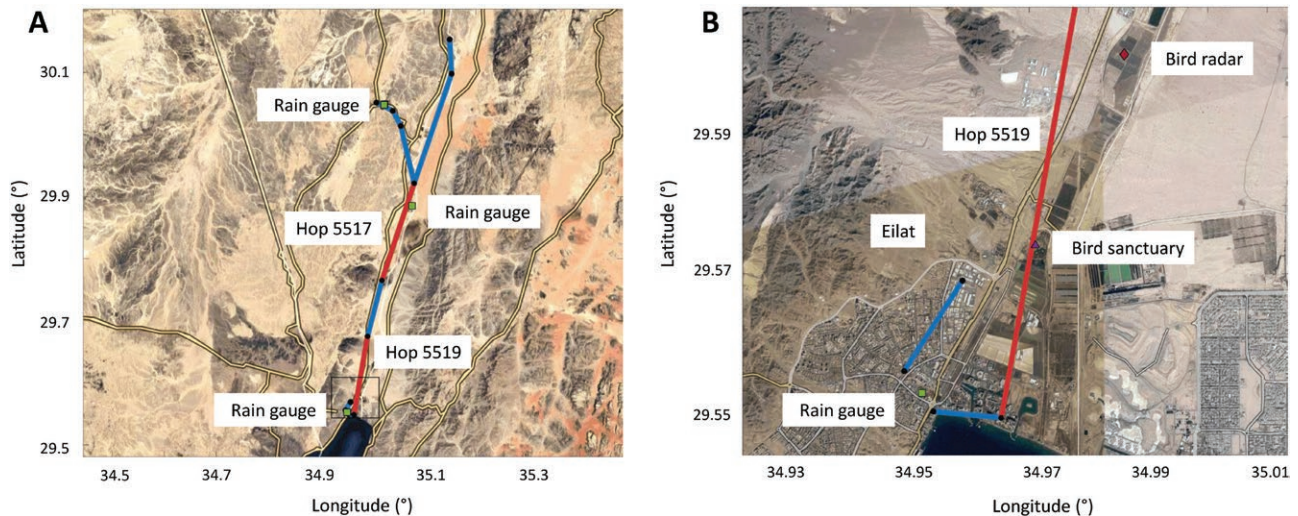 A
30.1
29.9
29.7
29.5
Latitude (°)
Rain gauge
Hop 5517
Rain gauge
Hop 5519
Rain gauge
34.5
34.7
34.9
35.1
35.3
Longitude (°)
B
29.59
29.57
29.55
Latitude (°)
Bird radar
Hop 5519
Eilat
Bird sanctuary
Rain gauge
34.93
34.95
34.97
34.99
35.01
Longitude (°)